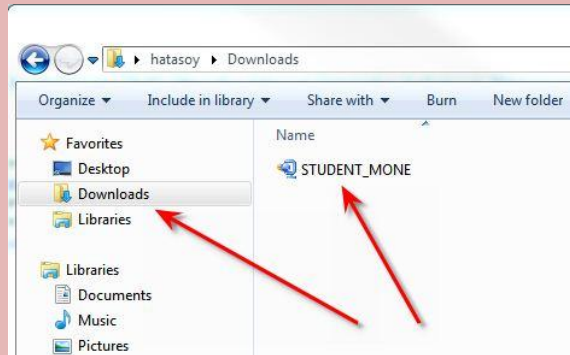 hatasoy Downloads
Organize Include in library Share with Burn New folder
Favorites
Desktop
Downloads
Libraries
Libraries
Documents
Music
Pictures
Name
STUDENT_MONE